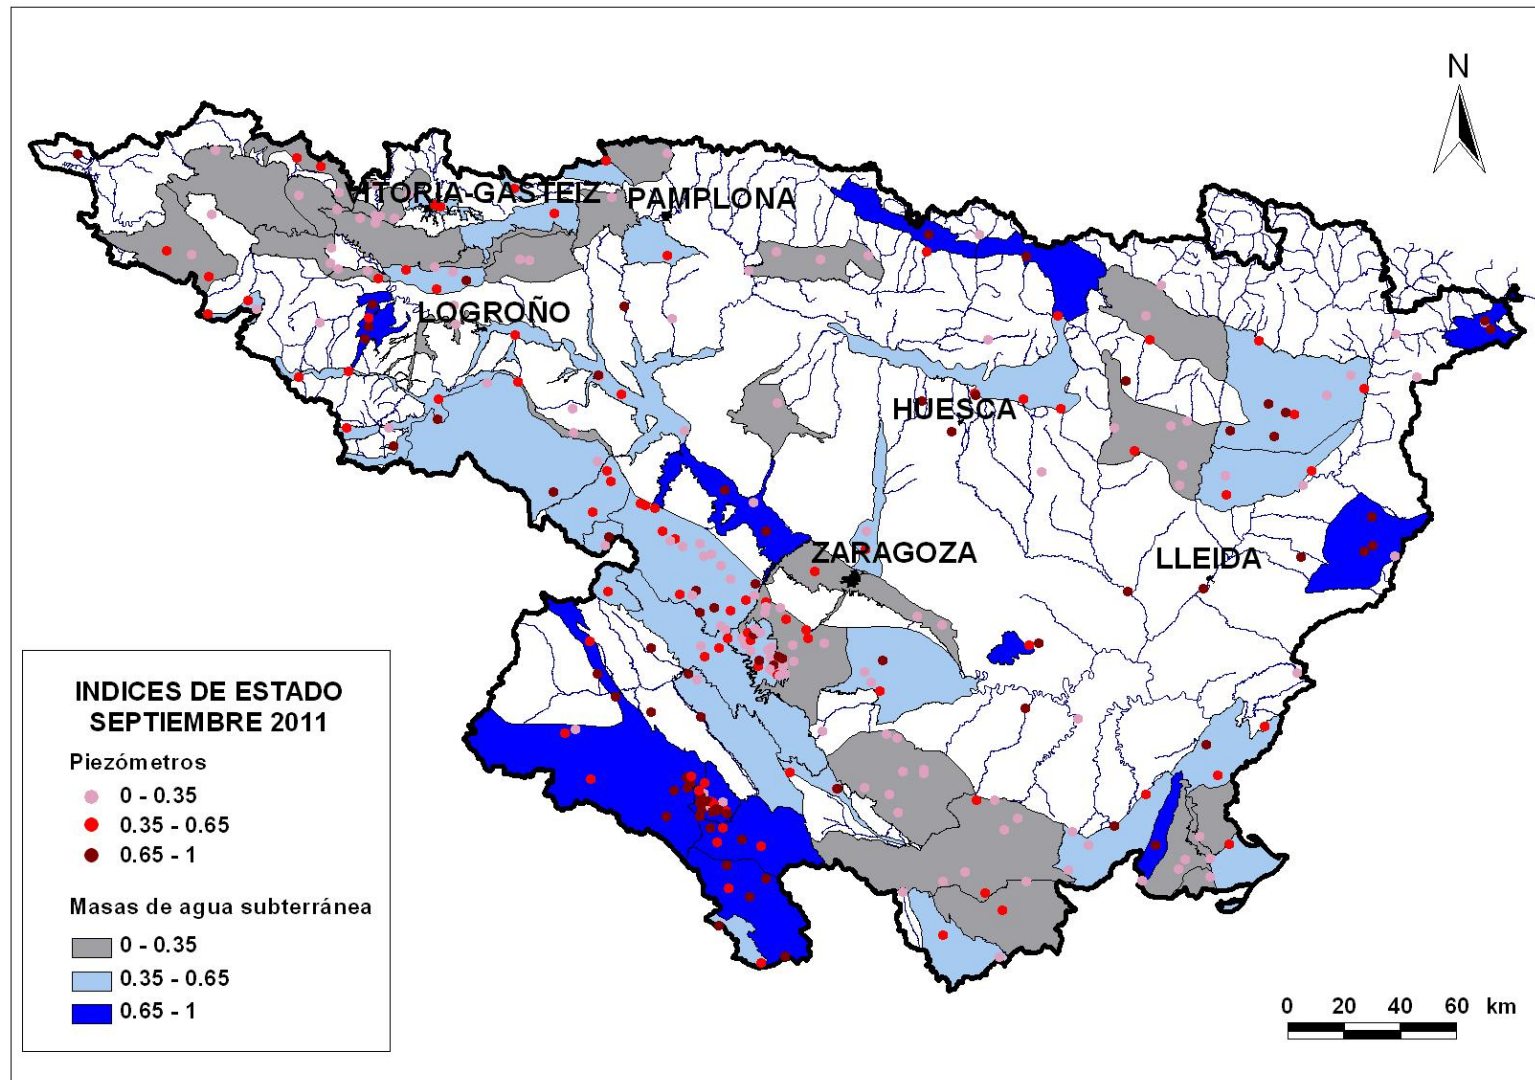 N
VITORIA-GASTEIZ
PAMPLONA
LOGROÑO
HUESCA
ZARAGOZA
LLEIDA
INDICES DE ESTADO
SEPTIEMBRE 2011
Piezómetros
0 - 0.35
0.35 - 0.65
0.65 - 1
Masas de agua subterránea
0 - 0.35
0.35 - 0.65
0.65 - 1
0 20 40 60 km